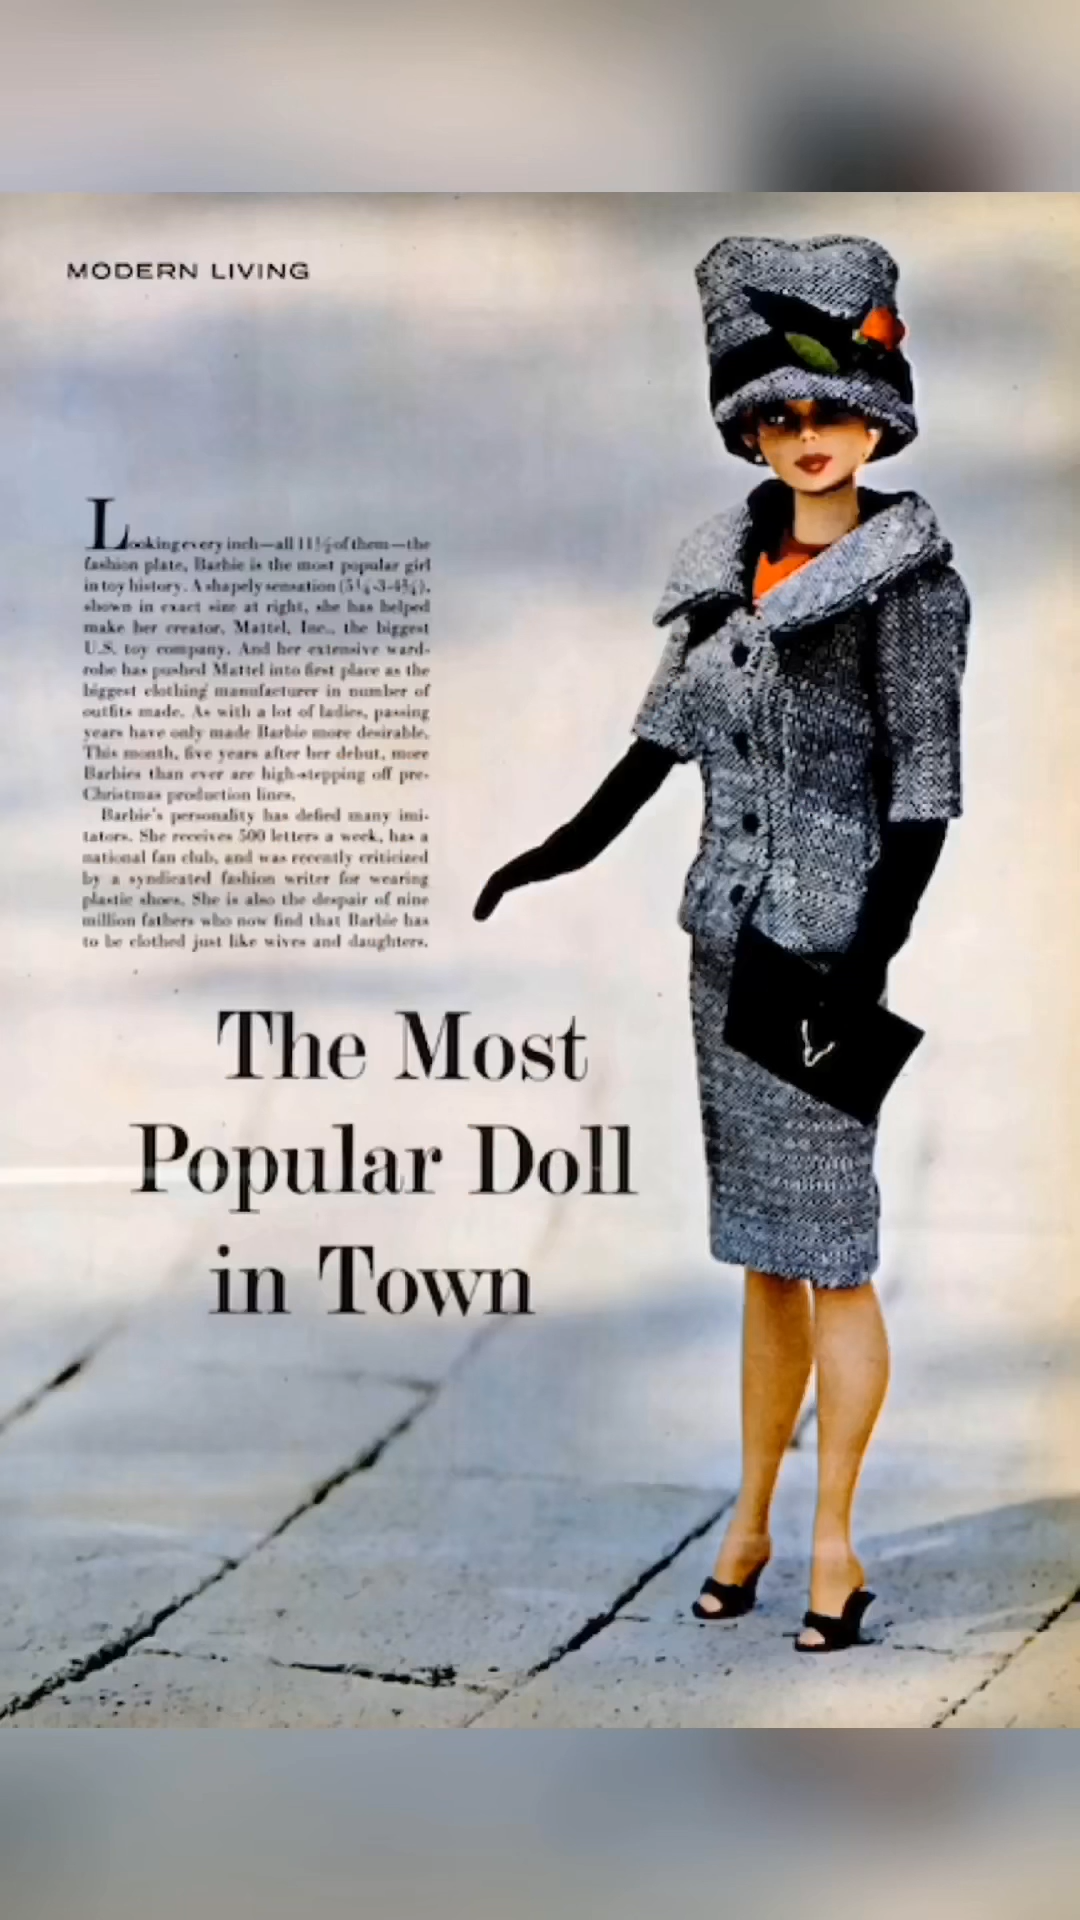 MODERN LIVING
Looking every inch—all 11½ of them—the
fashion plate, Barbie is the most popular girl
in toy history. A shapely sensation (5¼-3-4¾),
shown in exact size at right, she has helped
make her creator, Mattel, Inc., the biggest
U.S. toy company. And her extensive ward-
robe has pushed Mattel into first place as the
biggest clothing manufacturer in number of
outfits made. As with a lot of ladies, passing
years have only made Barbie more desirable.
This month, five years after her debut, more
Barbies than ever are high-stepping off pre-
Christmas production lines.
Barbie's personality has defied many imi-
tators. She receives 500 letters a week, has a
national fan club, and was recently criticized
by a syndicated fashion writer for wearing
plastic shoes. She is also the despair of nine
million fathers who now find that Barbie has
to be clothed just like wives and daughters.
The Most
Popular Doll
in Town